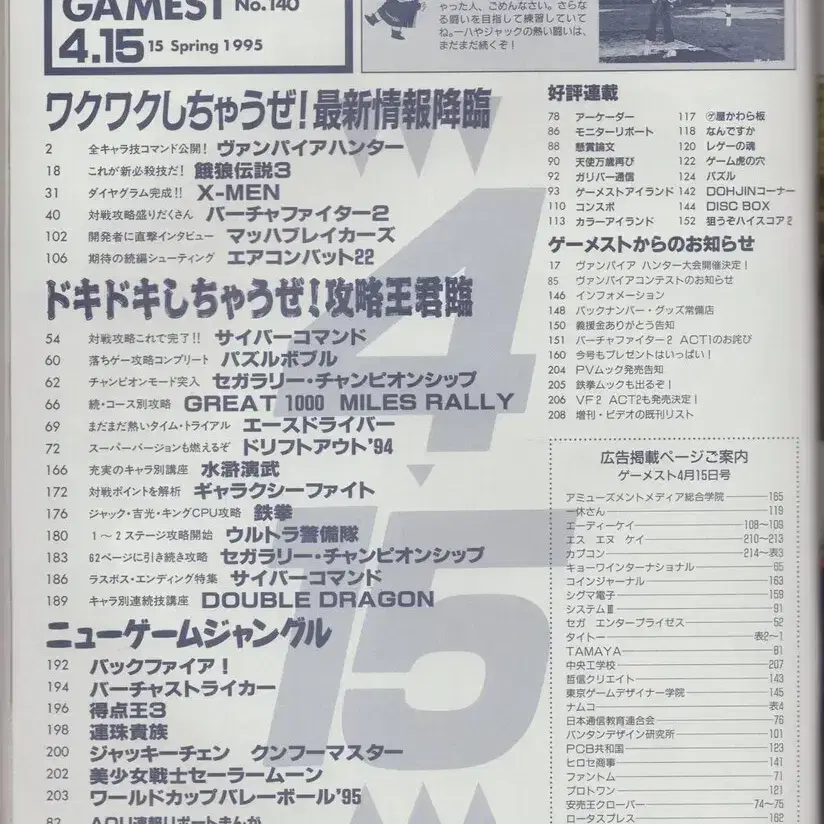 GAMEST No.140
4.15 15 Spring 1995
ゃった人、ごめんなさい。さらな
る闘いを目指して練習していて
ね。一八やジャックの熱い闘いは、
まだまだ続くぞ！
ワクワクしちゃうぜ！最新情報降臨
2 全キャラ技コマンド公開！ ヴァンパイアハンター
18 これが新必殺技だ！ 餓狼伝説3
31 ダイヤグラム完成!! X-MEN
40 対戦攻略盛りだくさん バーチャファイター2
102 開発者に直撃インタビュー マッハブレイカーズ
106 期待の続編シューティング エアコンバット22
ドキドキしちゃうぜ！攻略王君臨
54 対戦攻略これで完了!! サイバーコマンド
60 落ちゲー攻略コンプリート パズルボブル
62 チャンピオンモード突入 セガラリー・チャンピオンシップ
66 続・コース別攻略 GREAT 1000 MILES RALLY
69 まだまだ熱いタイム・トライアル エースドライバー
72 スーパーバージョンも燃えるぞ ドリフトアウト'94
166 充実のキャラ別講座 水滸演武
172 対戦ポイントを解析 ギャラクシーファイト
176 ジャック・吉光・キングCPU攻略 鉄拳
180 1〜2ステージ攻略開始 ウルトラ警備隊
183 62ページに引き続き攻略 セガラリー・チャンピオンシップ
186 ラスボス・エンディング特集 サイバーコマンド
189 キャラ別連続技講座 DOUBLE DRAGON
ニューゲームジャングル
192 バックファイア！
194 バーチャストライカー
196 得点王3
198 連珠貴族
200 ジャッキーチェン クンフーマスター
202 美少女戦士セーラームーン
203 ワールドカップバレーボール'95
82 AOU速報リポートまんが
4
15
好評連載
78 アーケーダー
86 モニターリポート
88 懸賞論文
90 天使万歳再び
92 ガリバー通信
93 ゲーメストアイランド
110 コンスポ
113 カラーアイランド
117 ゲ屋かわら板
118 なんですか
120 レゲーの魂
122 ゲーム虎の穴
124 パズル
142 DOHJINコーナー
144 DISC BOX
152 狙うぞハイスコア2
ゲーメストからのお知らせ
17 ヴァンパイア ハンター大会開催決定！
85 ヴァンパイアコンテストのお知らせ
146 インフォメーション
148 バックナンバー・グッズ常備店
150 義援金ありがとう告知
151 バーチャファイター2 ACT1のお詫び
160 今号もプレゼントはいっぱい！
204 PVムック発売告知
205 鉄拳ムックも出るぞ！
206 VF2 ACT2も発売決定！
208 増刊・ビデオの既刊リスト
広告掲載ページご案内
ゲーメスト4月15日号
アミューズメントメディア総合学院 165
一休さん 119
エーディーケイ 108〜109
エス エヌ ケイ 210〜213
カプコン 214〜表3
キョーワインターナショナル 65
コインジャーナル 163
シグマ電子 159
システムⅢ 91
セガ エンタープライゼス 52
タイトー 表2〜1
TAMAYA 81
中央工学校 207
哲信クリエイト 143
東京ゲームデザイナー学院 145
ナムコ 表4
日本通信教育連合会 76
バンタンデザイン研究所 101
PCB共和国 123
ヒロセ商事 141
ファントム 71
プロトワン 121
安売王クローバー 74〜75
ロータスプレス 162